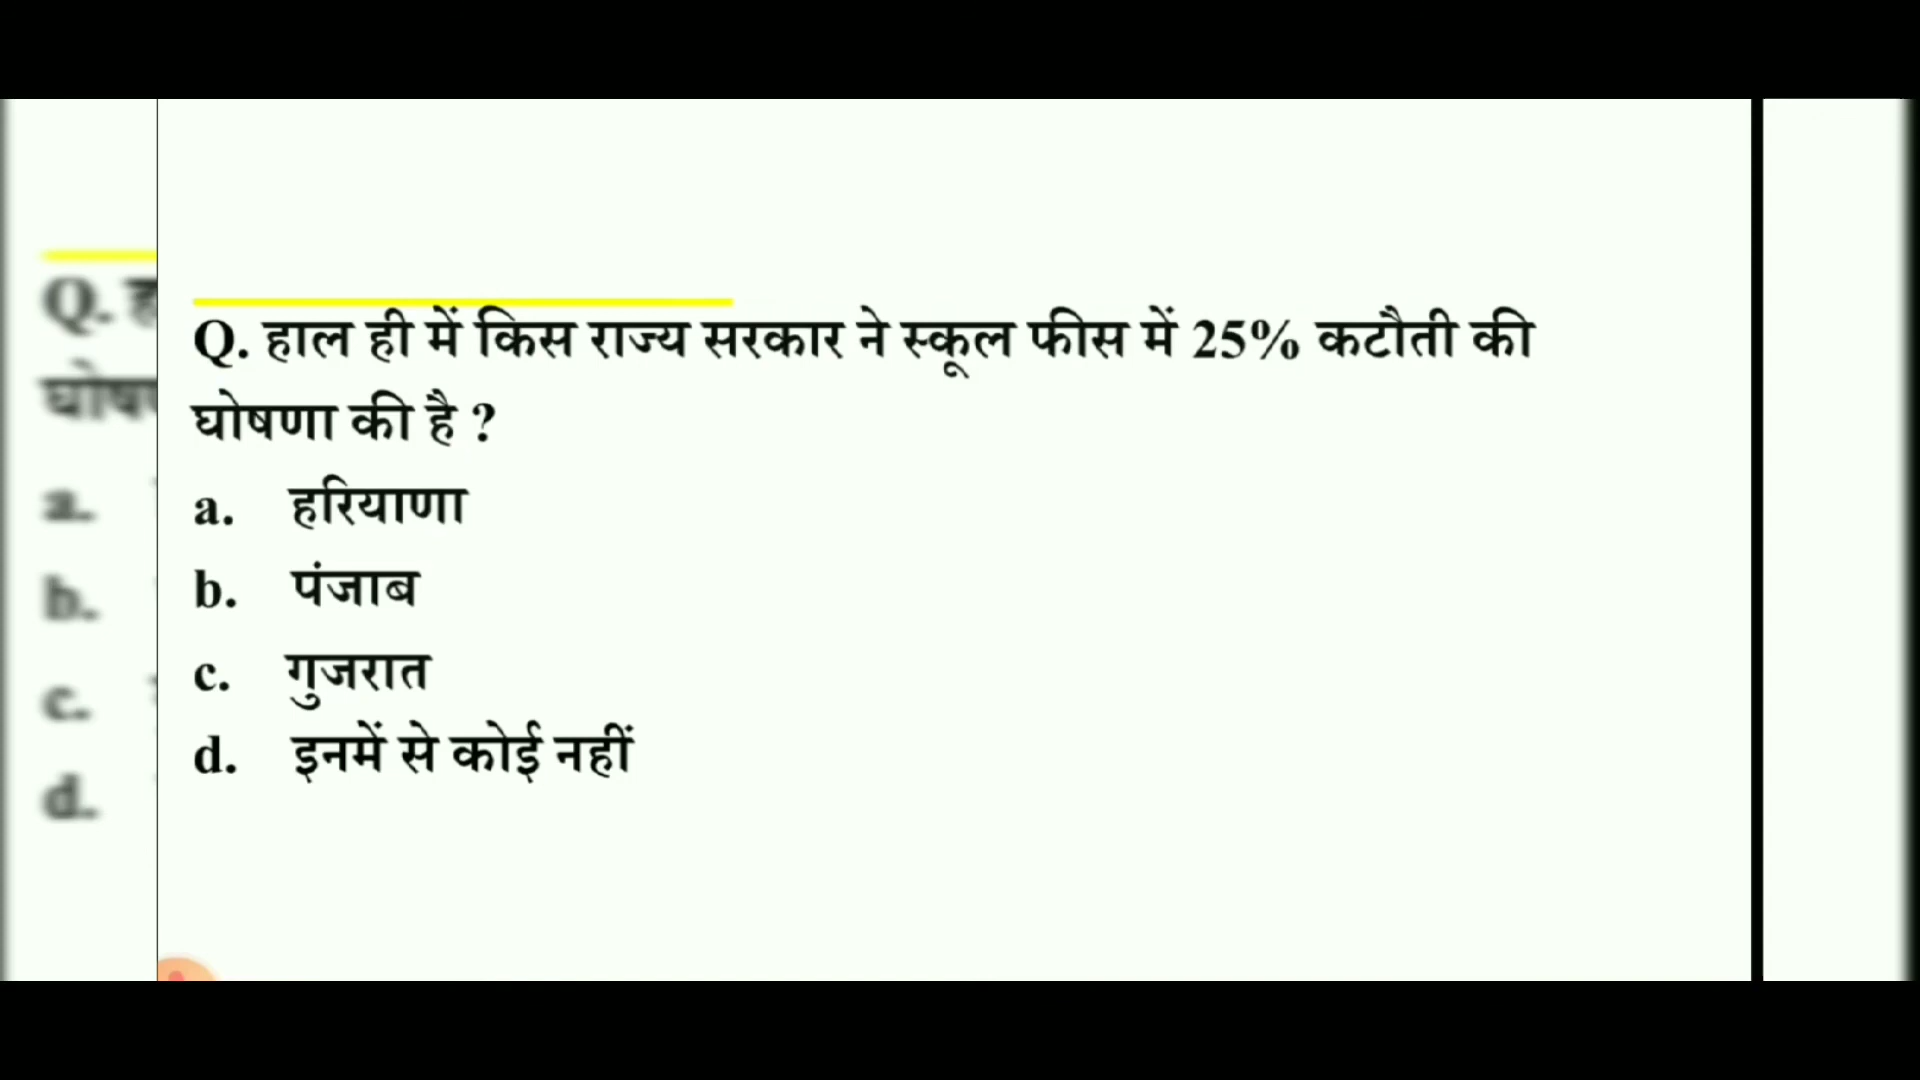 Q. हाल ही में किस राज्य सरकार ने स्कूल फीस में 25% कटौती की
घोषणा की है ?
a. हरियाणा
b. पंजाब
c. गुजरात
d. इनमें से कोई नहीं